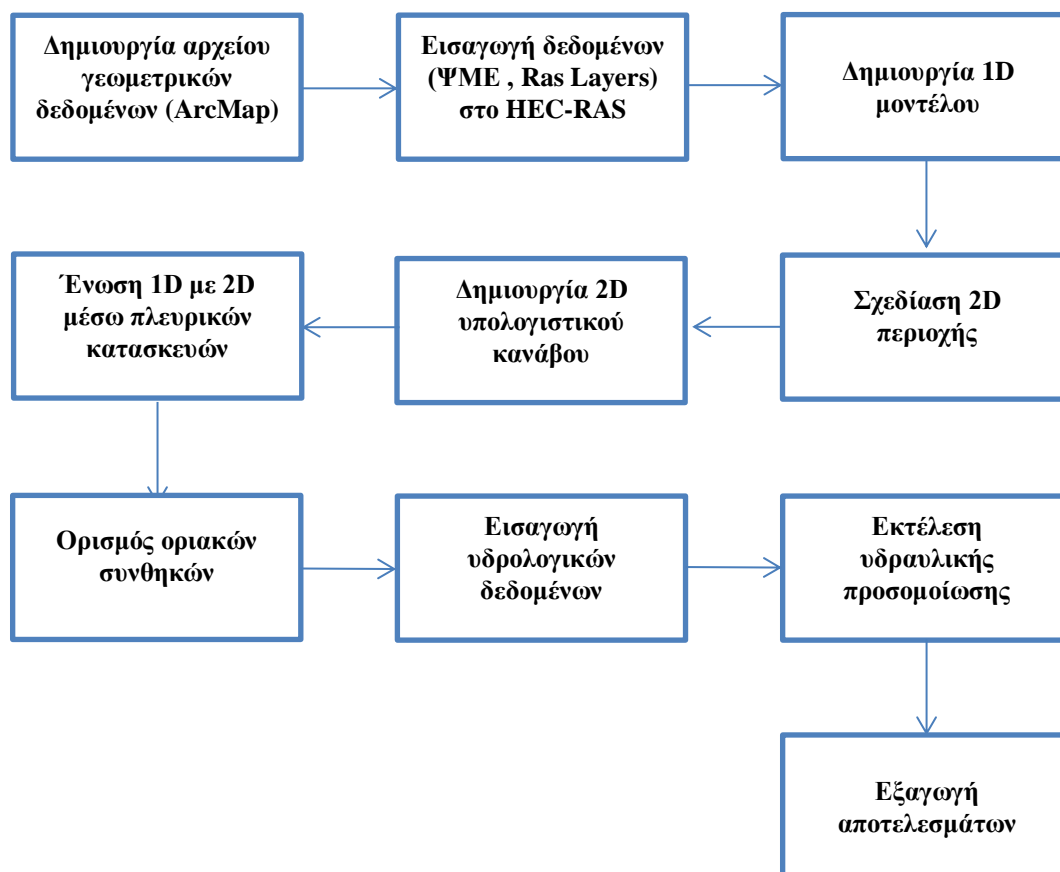 Δημιουργία αρχείου
γεωμετρικών
δεδομένων (ArcMap)
Εισαγωγή δεδομένων
(ΨΜΕ , Ras Layers)
στο HEC-RAS
Δημιουργία 1D
μοντέλου
Σχεδίαση 2D
περιοχής
Δημιουργία 2D
υπολογιστικού
κανάβου
Ένωση 1D με 2D
μέσω πλευρικών
κατασκευών
Ορισμός οριακών
συνθηκών
Εισαγωγή
υδρολογικών
δεδομένων
Εκτέλεση
υδραυλικής
προσομοίωσης
Εξαγωγή
αποτελεσμάτων